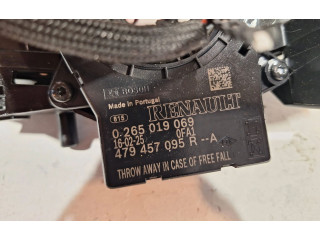 Made in Portugal
615
RENAULT
0 265 019 069
16-02-25 0FA1
479 457 095 R --A
THROW AWAY IN CASE OF FREE FALL